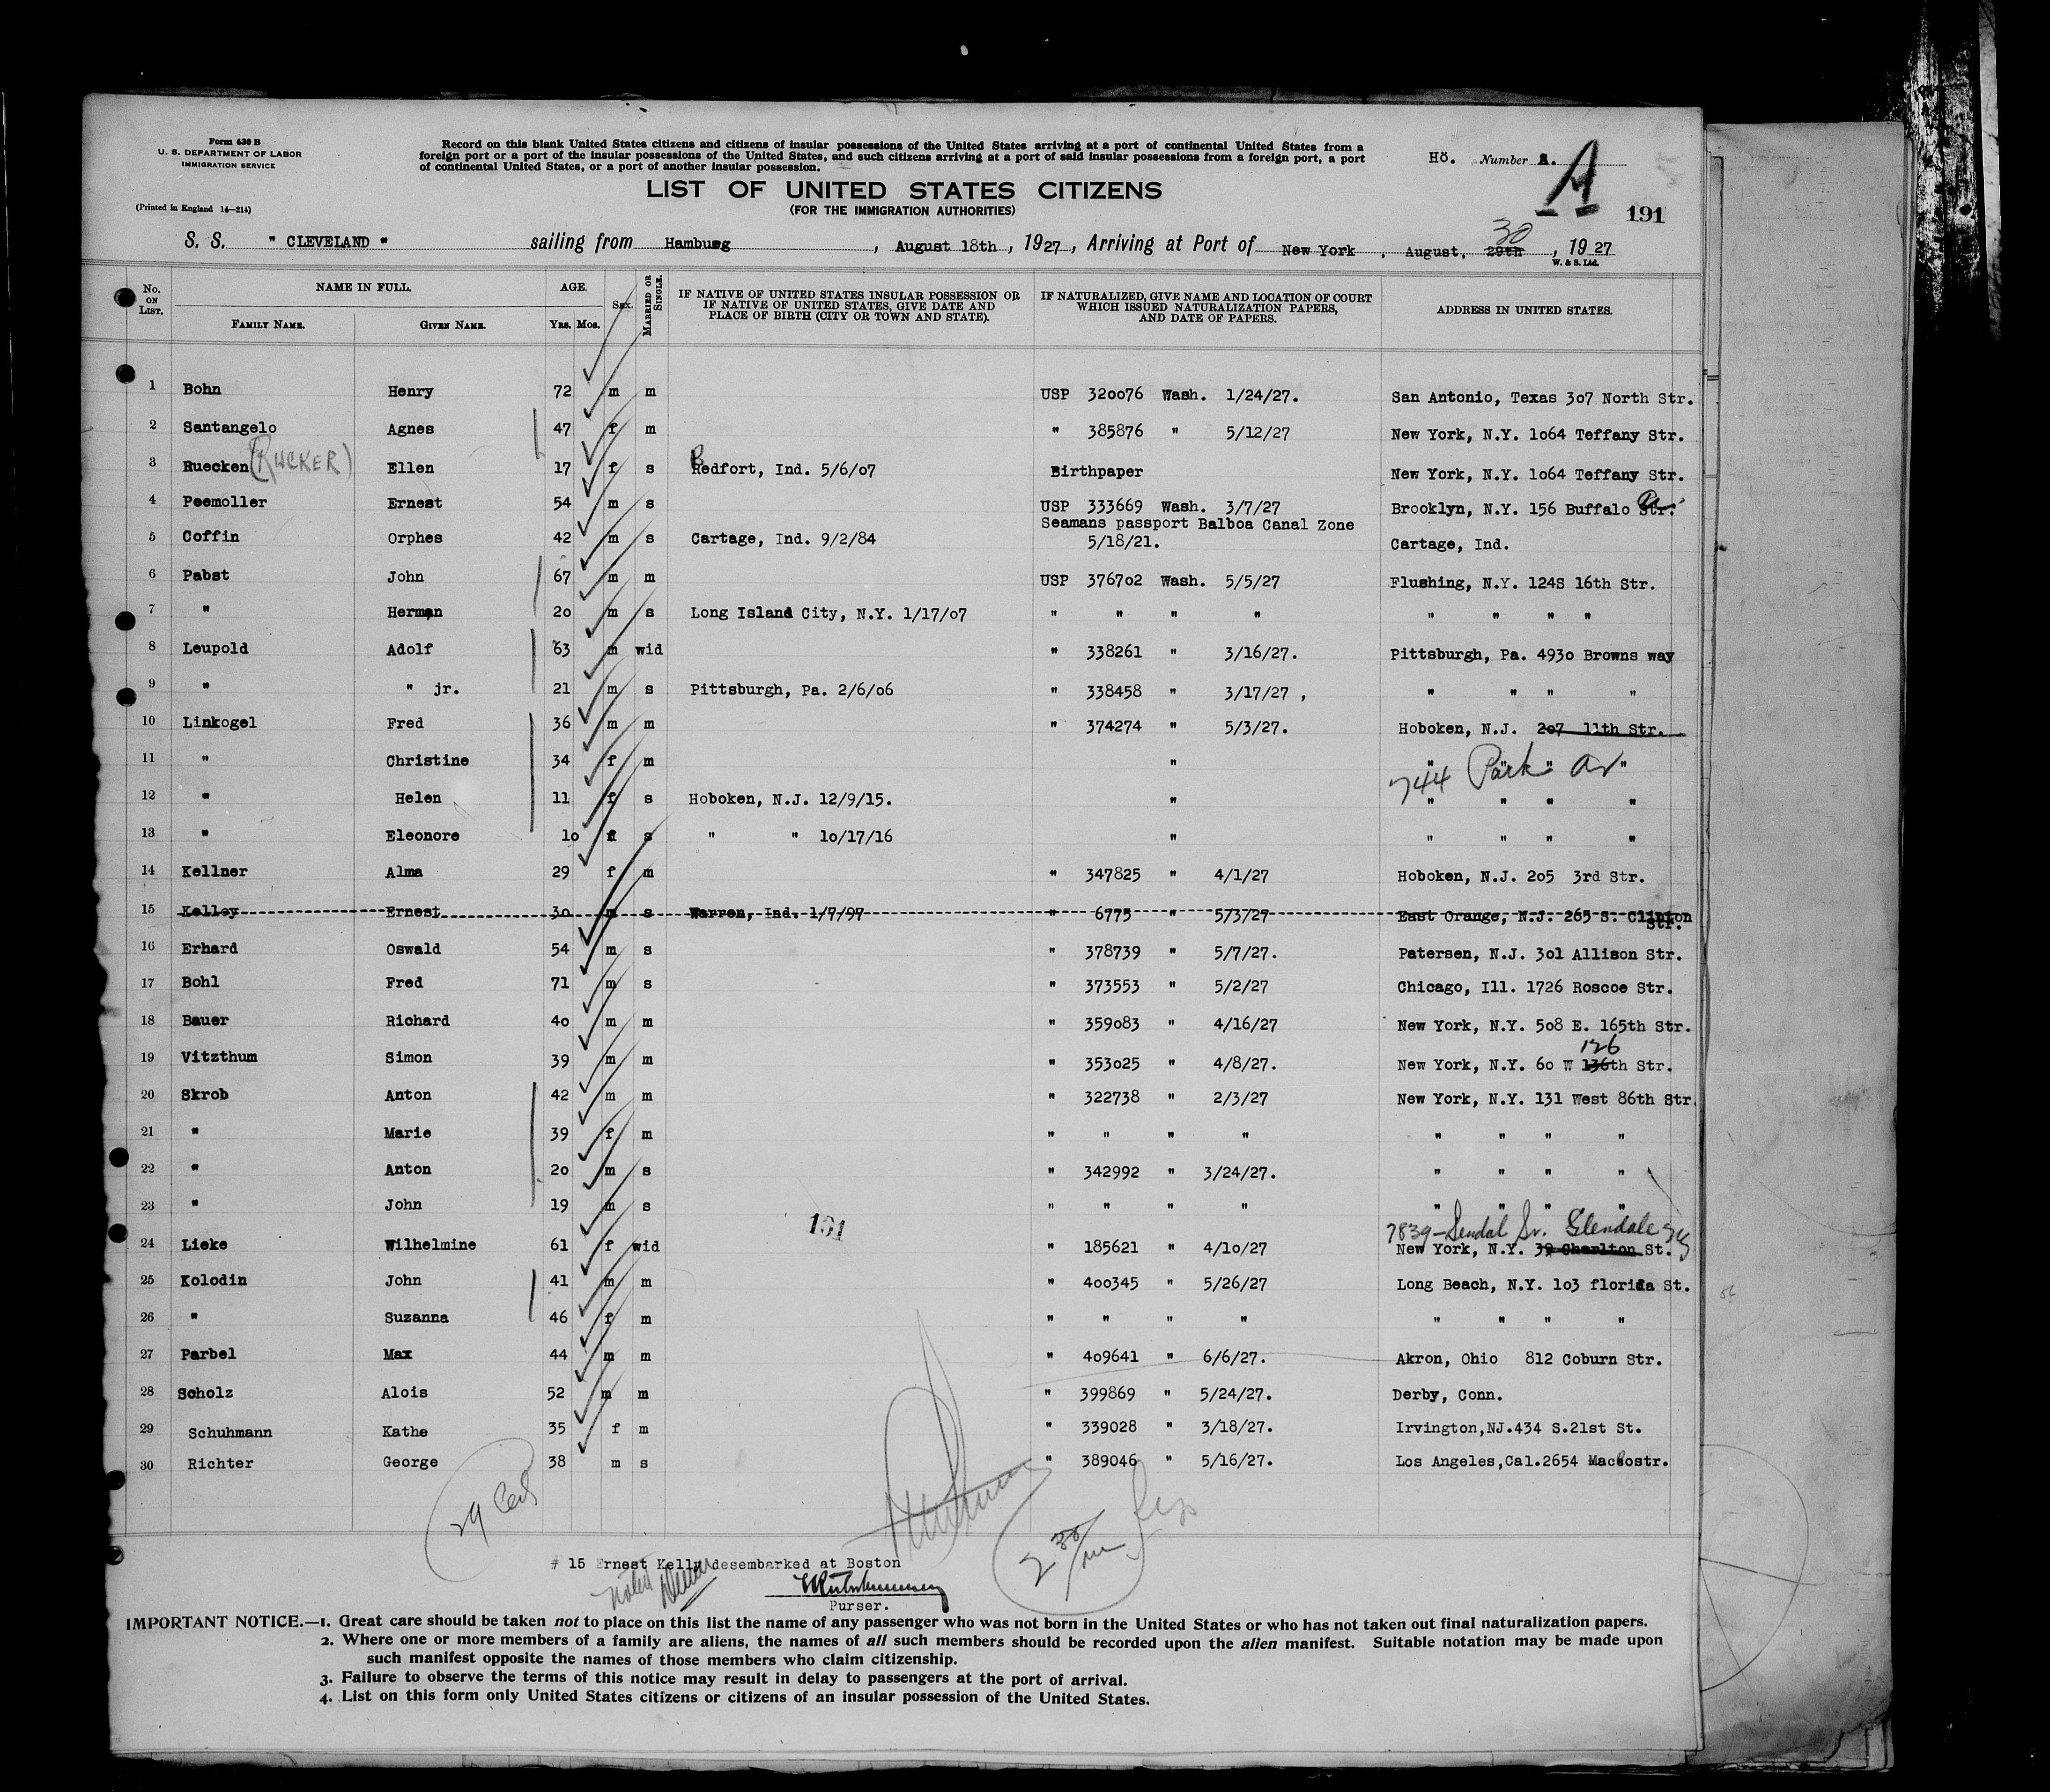 Form 630 B
U. S. DEPARTMENT OF LABOR
IMMIGRATION SERVICE
(Printed in England 14—214)
Record on this blank United States citizens and citizens of insular possessions of the United States arriving at a port of continental United States from a
foreign port or a port of the insular possessions of the United States, and such citizens arriving at a port of said insular possessions from a foreign port, a port
of continental United States, or a port of another insular possession.
Hö. Number A
LIST OF UNITED STATES CITIZENS
(FOR THE IMMIGRATION AUTHORITIES)
191
S. S. " CLEVELAND " sailing from Hamburg, August 18th, 1927, Arriving at Port of New York, August, 29th 30, 1927
W. & S. Ltd.
No. ON LIST. NAME IN FULL. FAMILY NAME. GIVEN NAME. AGE. YRS. MOS. SEX. MARRIED OR SINGLE. IF NATIVE OF UNITED STATES INSULAR POSSESSION OR IF NATIVE OF UNITED STATES, GIVE DATE AND PLACE OF BIRTH (CITY OR TOWN AND STATE). IF NATURALIZED, GIVE NAME AND LOCATION OF COURT WHICH ISSUED NATURALIZATION PAPERS, AND DATE OF PAPERS. ADDRESS IN UNITED STATES.
1 Bohn Henry 72 m m USP 320076 Wash. 1/24/27. San Antonio, Texas 307 North Str.
2 Santangelo Agnes 47 f m " 385876 " 5/12/27 New York, N.Y. 1064 Teffany Str.
3 Ruecken (RUCKER) Ellen 17 f s Bedfort, Ind. 5/6/07 Birthpaper New York, N.Y. 1064 Teffany Str.
4 Peemoller Ernest 54 m s USP 333669 Wash. 3/7/27 Brooklyn, N.Y. 156 Buffalo Str.
5 Coffin Orphes 42 m s Cartage, Ind. 9/2/84 Seamans passport Balboa Canal Zone 5/18/21. Cartage, Ind.
6 Pabst John 67 m m USP 376702 Wash. 5/5/27 Flushing, N.Y. 124S 16th Str.
7 " Herman 20 m s Long Island City, N.Y. 1/17/07 " " " " " " " "
8 Leupold Adolf 63 m wid " 338261 " 3/16/27. Pittsburgh, Pa. 4930 Browns way
9 " " jr. 21 m s Pittsburgh, Pa. 2/6/06 " 338458 " 3/17/27 , " " " "
10 Linkogel Fred 36 m m " 374274 " 5/3/27. Hoboken, N.J. 207 11th Str.
11 " Christine 34 f m " " " " "
744 Park Av
12 " Helen 11 f s Hoboken, N.J. 12/9/15. " " " " "
13 " Eleonore 10 f s " " 10/17/16 " " " " "
14 Kellner Alma 29 f m " 347825 " 4/1/27 Hoboken, N.J. 205 3rd Str.
15 Kelley Ernest 30 m s Warren, Ind. 1/7/97 " 6775 " 5/3/27 East Orange, N.J. 265 S. Clinton Str.
16 Erhard Oswald 54 m s " 378739 " 5/7/27. Patersen, N.J. 301 Allison Str.
17 Bohl Fred 71 m s " 373553 " 5/2/27 Chicago, Ill. 1726 Roscoe Str.
18 Bauer Richard 40 m m " 359083 " 4/16/27 New York, N.Y. 508 E. 165th Str.
19 Vitzthum Simon 39 m m " 353025 " 4/8/27. New York, N.Y. 60 W 136th 126 Str.
20 Skrob Anton 42 m m " 322738 " 2/3/27 New York, N.Y. 131 West 86th Str.
21 " Marie 39 f m " " " " " " " "
22 " Anton 20 m s " 342992 " 3/24/27. " " " "
23 " John 19 m s " " " " " " " "
191
7839 Glendale NY
24 Lieke Wilhelmine 61 f wid " 185621 " 4/10/27 New York, N.Y. 39 Charlton St.
25 Kolodin John 41 m m " 400345 " 5/26/27 Long Beach, N.Y. 103 florida St.
26 " Suzanna 46 f m " " " " " " " "
27 Parbel Max 44 m m " 409641 " 6/6/27. Akron, Ohio 812 Coburn Str.
28 Scholz Alois 52 m m " 399869 " 5/24/27. Derby, Conn.
29 Schuhmann Kathe 35 f m " 339028 " 3/18/27. Irvington,NJ.434 S.21st St.
30 Richter George 38 m s " 389046 " 5/16/27. Los Angeles,Cal.2654
29
# 15 Ernest Kelly desembarked at Boston
Noted
Purser.
IMPORTANT NOTICE.—1. Great care should be taken not to place on this list the name of any passenger who was not born in the United States or who has not taken out final naturalization papers.
2. Where one or more members of a family are aliens, the names of all such members should be recorded upon the alien manifest. Suitable notation may be made upon
such manifest opposite the names of those members who claim citizenship.
3. Failure to observe the terms of this notice may result in delay to passengers at the port of arrival.
4. List on this form only United States citizens or citizens of an insular possession of the United States.